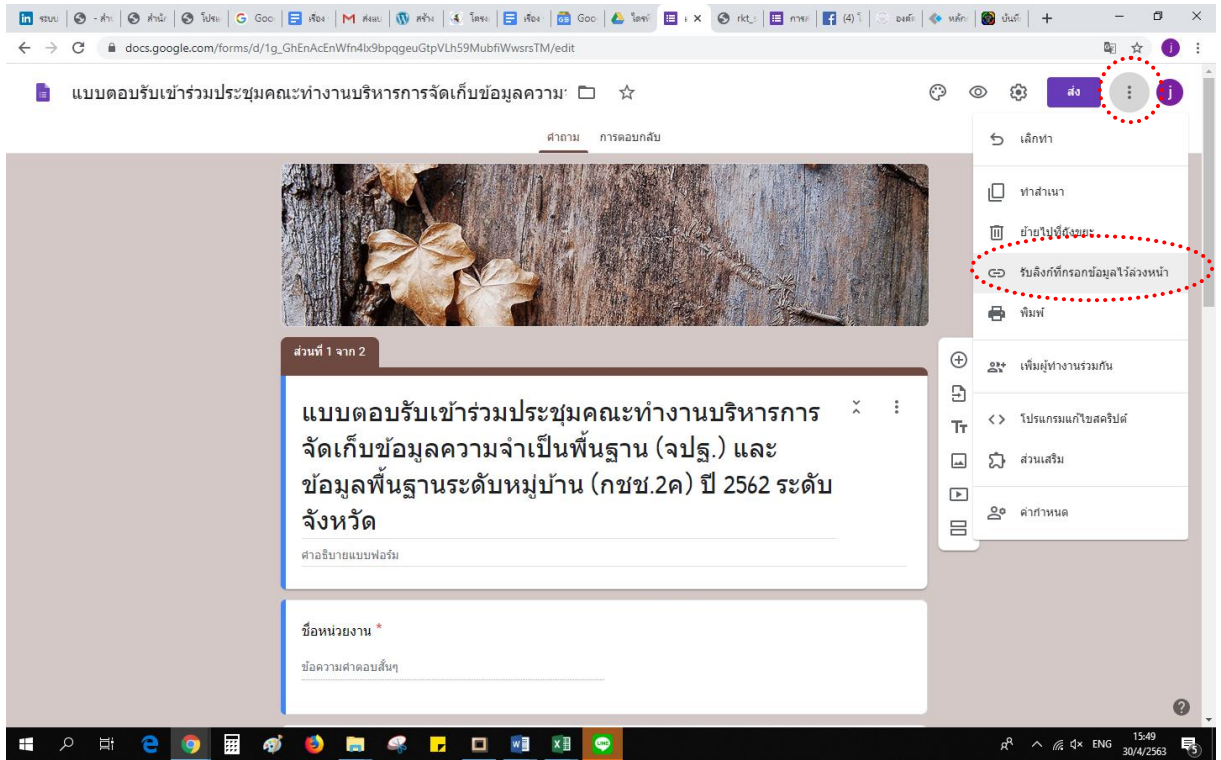 docs.google.com/forms/d/1g_GhEnAcEnWfn4Ix9bpqgeuGtpVLh59MubfiWwsrsTM/edit
แบบตอบรับเข้าร่วมประชุมคณะทำงานบริหารการจัดเก็บข้อมูลความ
ส่ง
j
คำถาม การตอบกลับ
เลิกทำ
ทำสำเนา
ย้ายไปที่ถังขยะ
รับลิงก์ที่กรอกข้อมูลไว้ล่วงหน้า
พิมพ์
เพิ่มผู้ทำงานร่วมกัน
โปรแกรมแก้ไขสคริปต์
ส่วนเสริม
ค่ากำหนด
ส่วนที่ 1 จาก 2
แบบตอบรับเข้าร่วมประชุมคณะทำงานบริหารการ
จัดเก็บข้อมูลความจำเป็นพื้นฐาน (จปฐ.) และ
ข้อมูลพื้นฐานระดับหมู่บ้าน (กชช.2ค) ปี 2562 ระดับ
จังหวัด
คำอธิบายแบบฟอร์ม
ชื่อหน่วยงาน *
ข้อความคำตอบสั้นๆ
ENG
15:49
30/4/2563